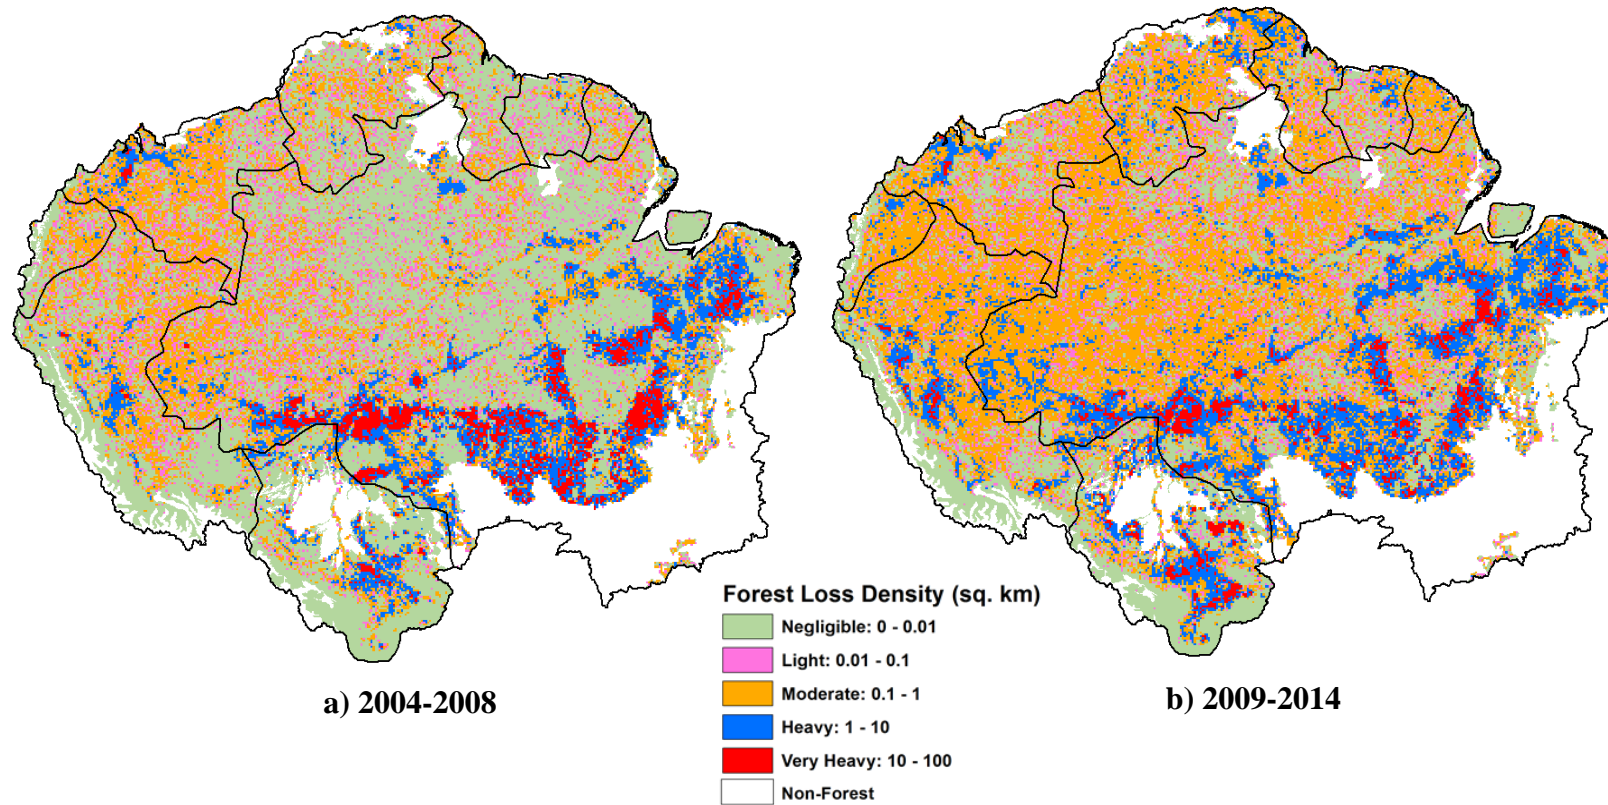 Forest Loss Density (sq. km)
Negligible: 0 - 0.01
Light: 0.01 - 0.1
Moderate: 0.1 - 1
Heavy: 1 - 10
Very Heavy: 10 - 100
Non-Forest
a) 2004-2008
b) 2009-2014